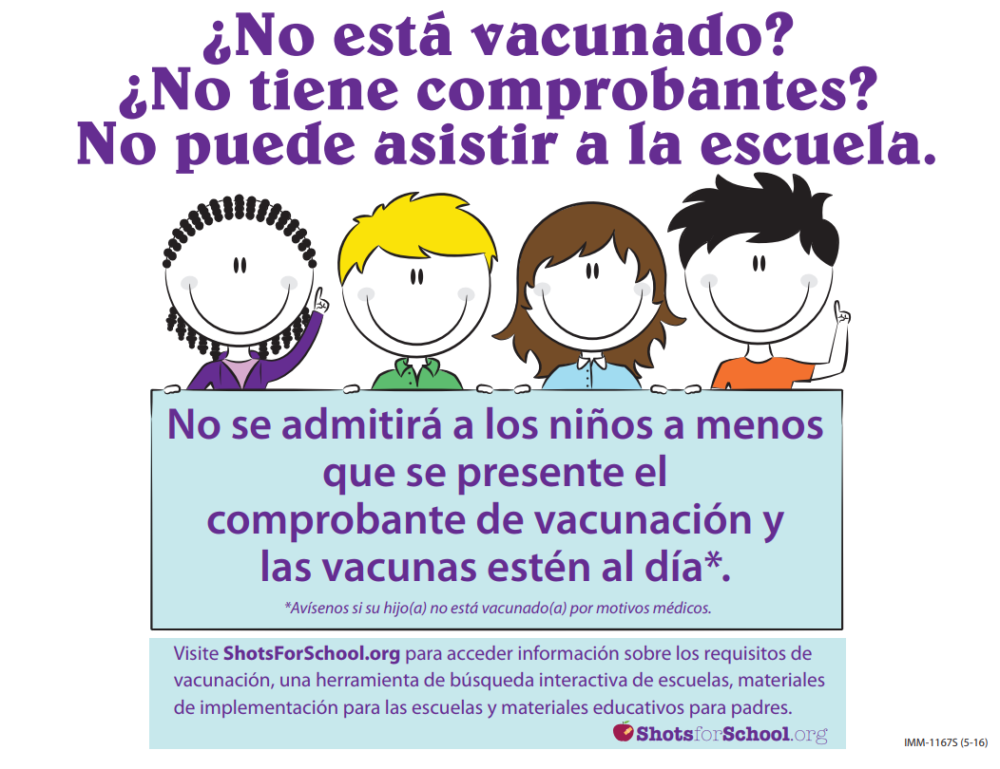 ¿No está vacunado?
¿No tiene comprobantes?
No puede asistir a la escuela.
No se admitirá a los niños a menos
que se presente el
comprobante de vacunación y
las vacunas estén al día*.
*Avísenos si su hijo(a) no está vacunado(a) por motivos médicos.
Visite ShotsForSchool.org para acceder información sobre los requisitos de
vacunación, una herramienta de búsqueda interactiva de escuelas, materiales
de implementación para las escuelas y materiales educativos para padres.
ShotsforSchool.org
IMM-1167S (5-16)